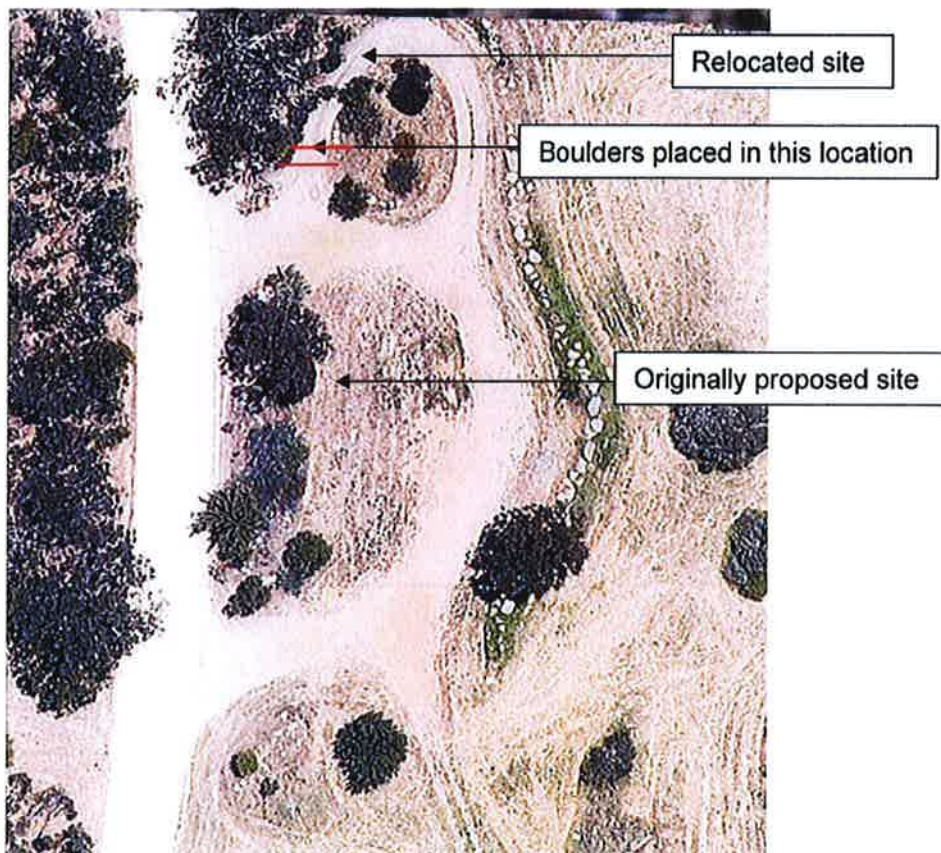 Relocated site
Boulders placed in this location
Originally proposed site